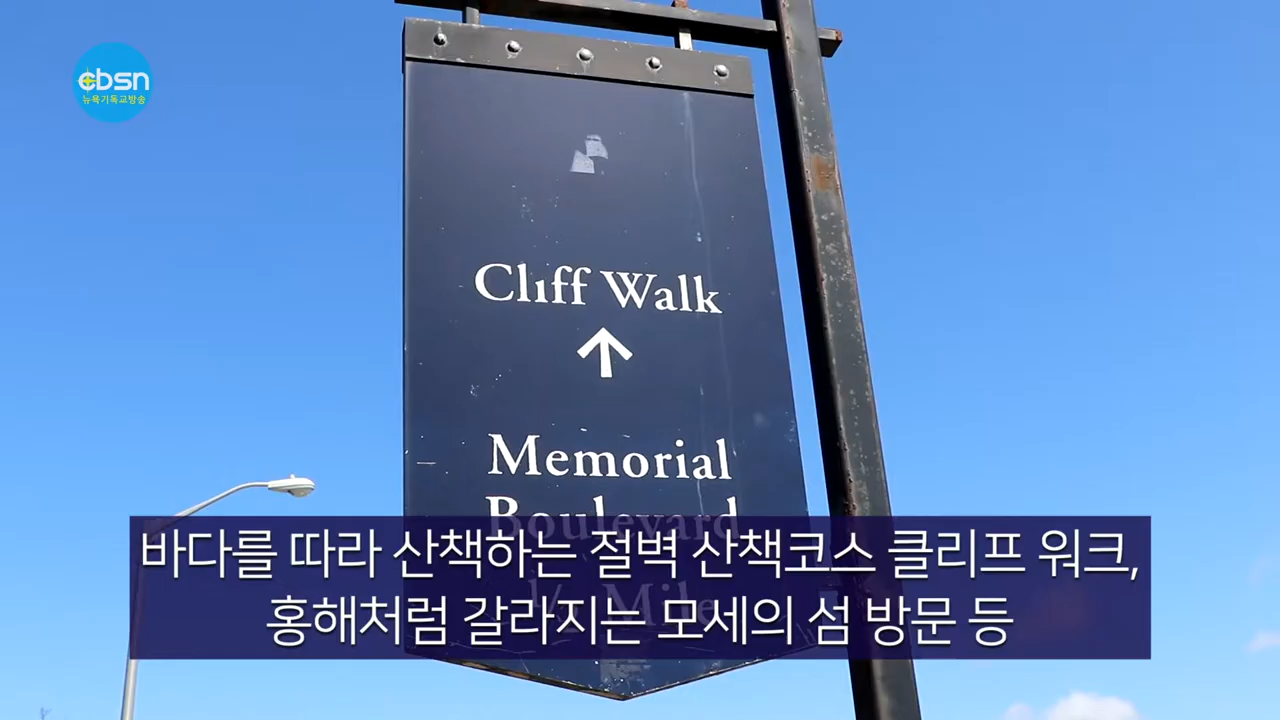 cbsn
뉴욕기독교방송
Cliff Walk
↑
Memorial
Boulevard
Mile
바다를 따라 산책하는 절벽 산책코스 클리프 워크,
홍해처럼 갈라지는 모세의 섬 방문 등